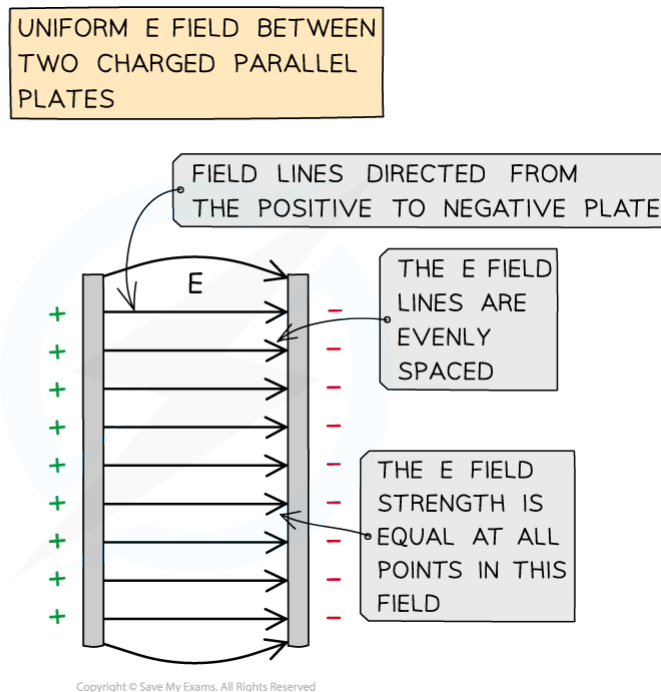 UNIFORM E FIELD BETWEEN
TWO CHARGED PARALLEL
PLATES
FIELD LINES DIRECTED FROM
THE POSITIVE TO NEGATIVE PLATE
E
THE E FIELD
LINES ARE
EVENLY
SPACED
THE E FIELD
STRENGTH IS
EQUAL AT ALL
POINTS IN THIS
FIELD
+ −
+ −
+ −
+ −
+ −
+ −
+ −
+ −
+ −
Copyright © Save My Exams. All Rights Reserved